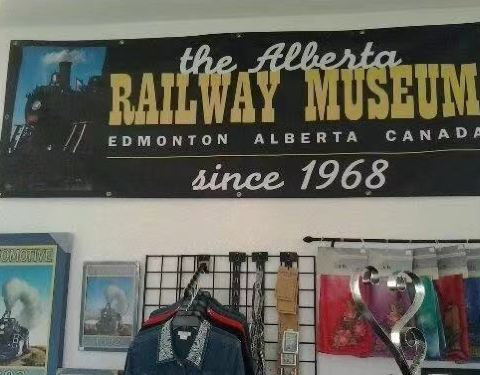 the Alberta
RAILWAY MUSEUM
EDMONTON ALBERTA CANADA
since 1968